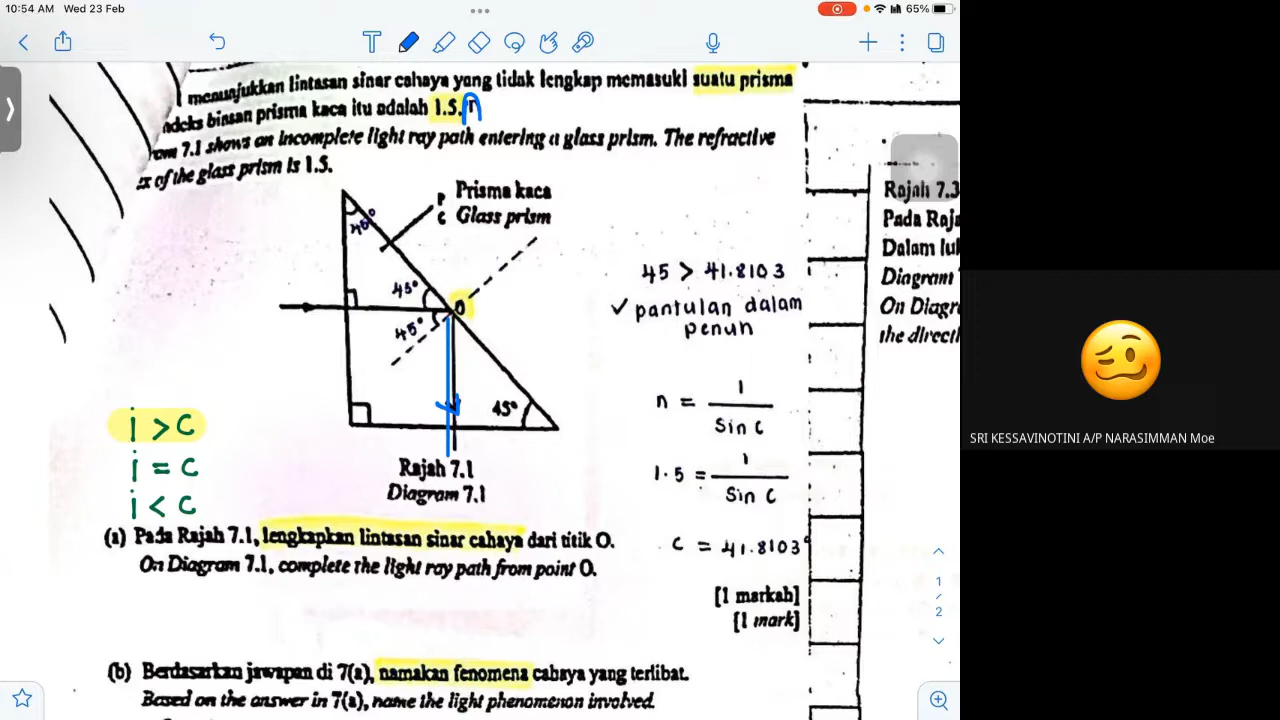 10:54 AM Wed 23 Feb
65%
menunjukkan lintasan sinar cahaya yang tidak lengkap memasuki suatu prisma
biasan prisma kaca itu adalah 1.5.
7.1 shows an incomplete light ray path entering a glass prism. The refractive
of the glass prism is 1.5.
Prisma kaca
Glass prism
45°
45°
O
45°
45°
45 > 41.8103
✓ pantulan dalam
penuh
n = 1 / Sin C
1.5 = 1 / Sin C
C = 41.8103°
i > C
i = C
i < C
Rajah 7.1
Diagram 7.1
(a) Pada Rajah 7.1, lengkapkan lintasan sinar cahaya dari titik O.
On Diagram 7.1, complete the light ray path from point O.
[1 markah]
[1 mark]
(b) Berdasarkan jawapan di 7(a), namakan fenomena cahaya yang terlibat.
Based on the answer in 7(a), name the light phenomenon involved.
Rajah 7.3
Pada Raja
Dalam
Diagram
On Diagr
the directi
1
2
SRI KESSAVINOTINI A/P NARASIMMAN Moe